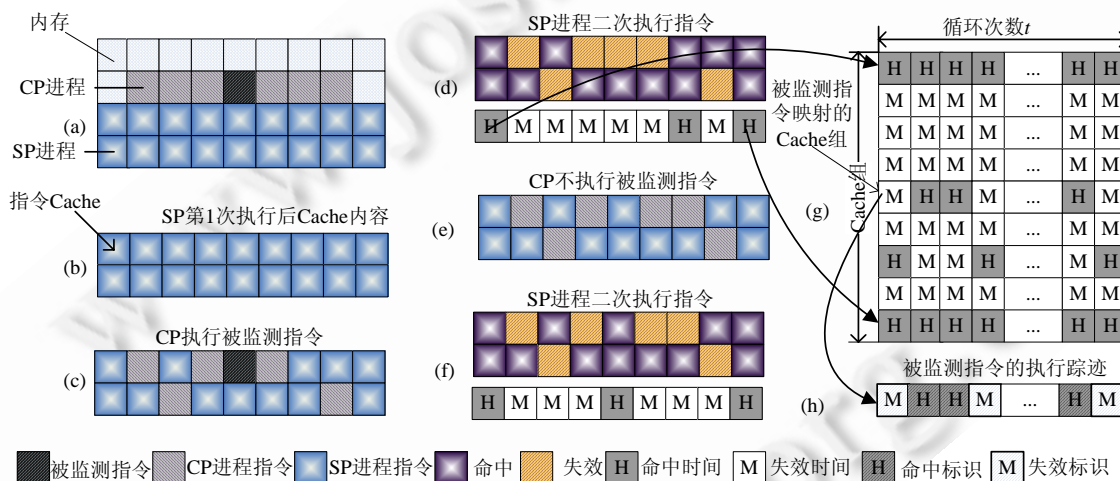 内存
CP进程
(a)
SP进程
指令Cache
SP第1次执行后Cache内容
(b)
CP执行被监测指令
(c)
SP进程二次执行指令
(d)
H M M M M M H M H
CP不执行被监测指令
(e)
SP进程二次执行指令
(f)
H M M M H M M M H
循环次数t
被监测指
令映射的
Cache组
Cache组
(g)
H H H H ... H H
M M M M ... M M
M M M M ... M M
M M M M ... M M
M H H M ... H M
M M M M ... M M
H M M H ... M H
M M M M ... M M
H H H H ... H H
被监测指令的执行踪迹
(h)
M H H M ... H M
被监测指令 CP进程指令 SP进程指令 命中 失效 H 命中时间 M 失效时间 H 命中标识 M 失效标识